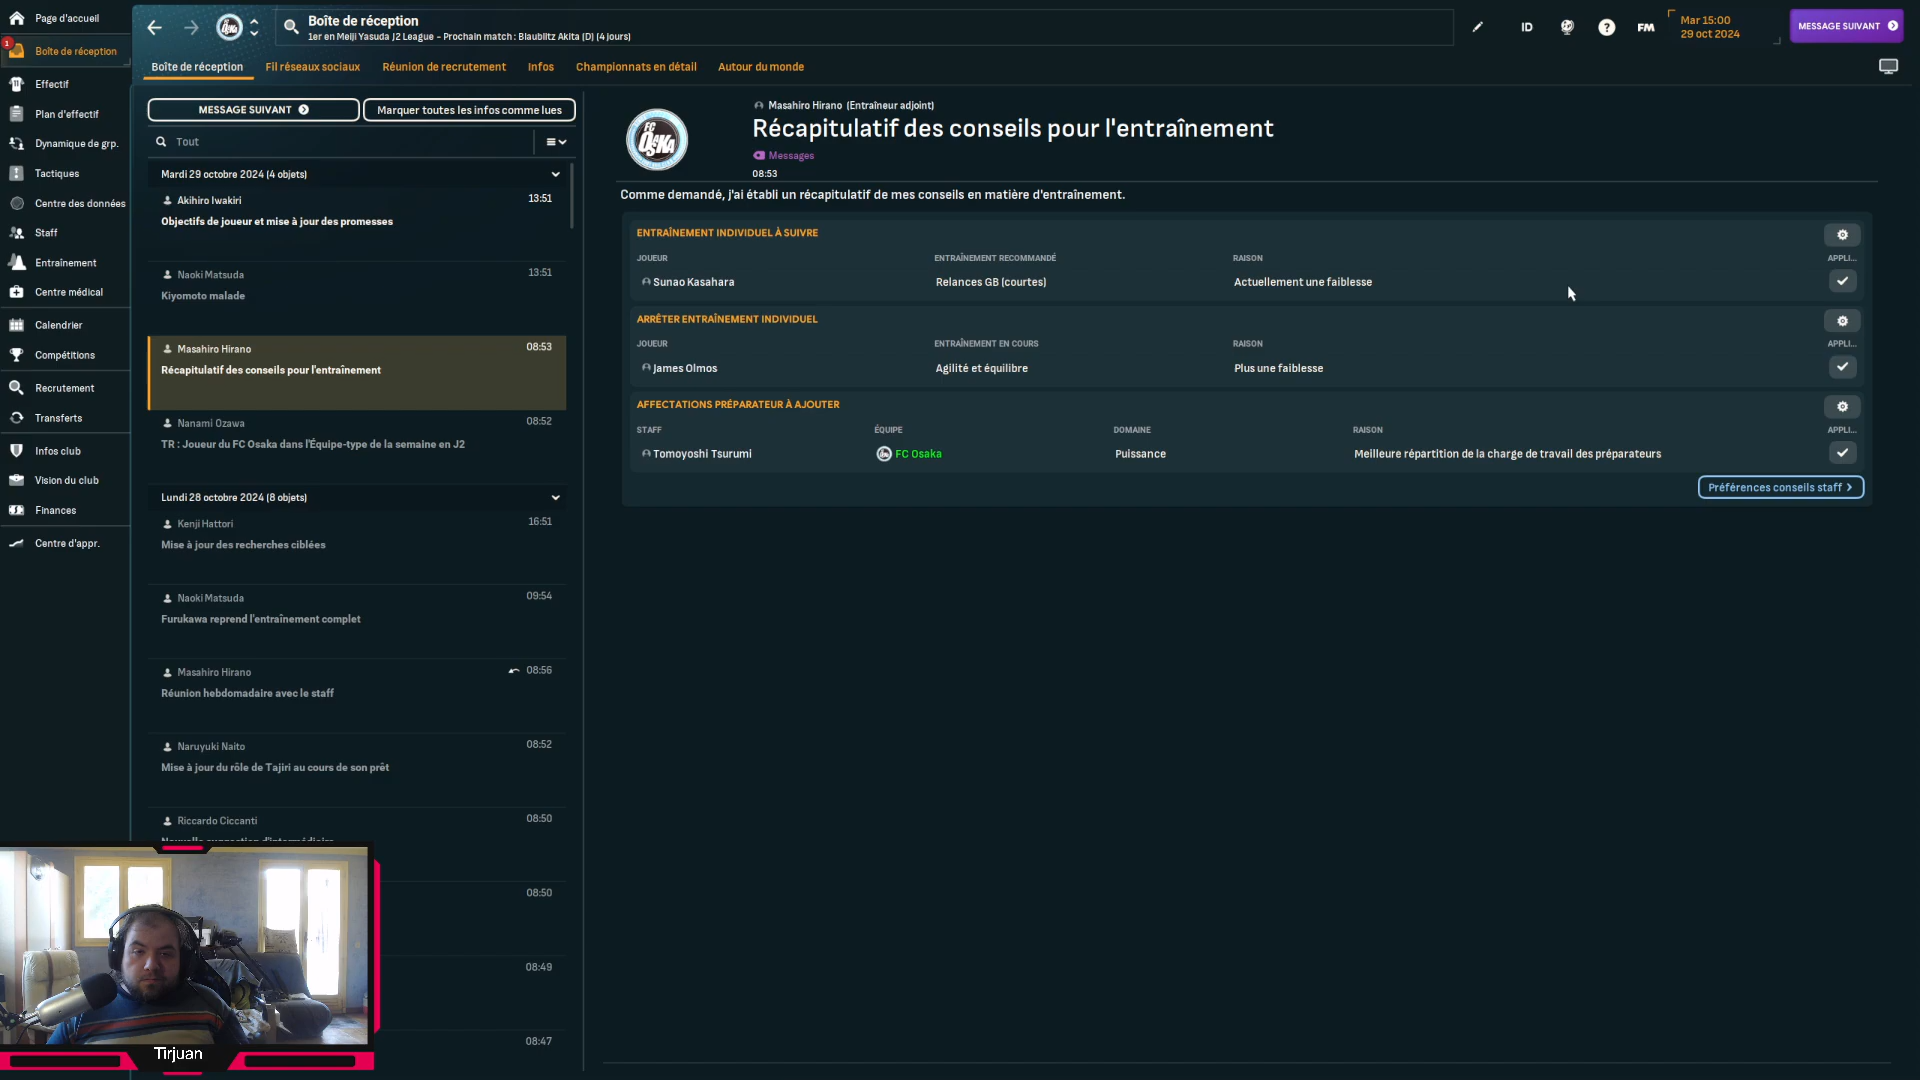 Page d'accueil
1
Boîte de réception
Effectif
Plan d'effectif
Dynamique de grp.
Tactiques
Centre des données
Staff
Entraînement
Centre médical
Calendrier
Compétitions
Recrutement
Transferts
Infos club
Vision du club
Finances
Centre d'appr.
Boîte de réception
1er en Meiji Yasuda J2 League - Prochain match : Blaublitz Akita (D) (4 jours)
ID
?
FM
Mar 15:00
29 oct 2024
MESSAGE SUIVANT
Boîte de réception
Fil réseaux sociaux
Réunion de recrutement
Infos
Championnats en détail
Autour du monde
MESSAGE SUIVANT
Marquer toutes les infos comme lues
Tout
Mardi 29 octobre 2024 (4 objets)
Akihiro Iwakiri 13:51
Objectifs de joueur et mise à jour des promesses
Naoki Matsuda 13:51
Kiyomoto malade
Masahiro Hirano 08:53
Récapitulatif des conseils pour l'entraînement
Nanami Ozawa 08:52
TR : Joueur du FC Osaka dans l'Équipe-type de la semaine en J2
Lundi 28 octobre 2024 (8 objets)
Kenji Hattori 16:51
Mise à jour des recherches ciblées
Naoki Matsuda 09:54
Furukawa reprend l'entraînement complet
Masahiro Hirano 08:56
Réunion hebdomadaire avec le staff
Naruyuki Naito 08:52
Mise à jour du rôle de Tajiri au cours de son prêt
Riccardo Ciccanti 08:50
08:50
08:49
08:47
FC OSAKA
Masahiro Hirano (Entraîneur adjoint)
Récapitulatif des conseils pour l'entraînement
Messages
08:53
Comme demandé, j'ai établi un récapitulatif de mes conseils en matière d'entraînement.
ENTRAÎNEMENT INDIVIDUEL À SUIVRE
JOUEUR ENTRAÎNEMENT RECOMMANDÉ RAISON APPLI...
Sunao Kasahara Relances GB (courtes) Actuellement une faiblesse
ARRÊTER ENTRAÎNEMENT INDIVIDUEL
JOUEUR ENTRAÎNEMENT EN COURS RAISON APPLI...
James Olmos Agilité et équilibre Plus une faiblesse
AFFECTATIONS PRÉPARATEUR À AJOUTER
STAFF ÉQUIPE DOMAINE RAISON APPLI...
Tomoyoshi Tsurumi FC Osaka Puissance Meilleure répartition de la charge de travail des préparateurs
Préférences conseils staff
Tirjuan